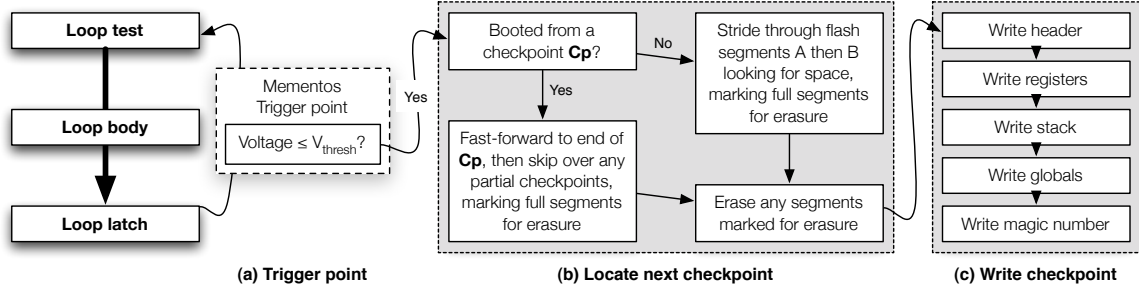 Loop test
Loop body
Loop latch
Mementos
Trigger point
Voltage ≤ Vthresh?
(a) Trigger point
Yes
Booted from a
checkpoint Cp?
No
Yes
Stride through flash
segments A then B
looking for space,
marking full segments
for erasure
Fast-forward to end of
Cp, then skip over any
partial checkpoints,
marking full segments
for erasure
Erase any segments
marked for erasure
(b) Locate next checkpoint
Write header
Write registers
Write stack
Write globals
Write magic number
(c) Write checkpoint